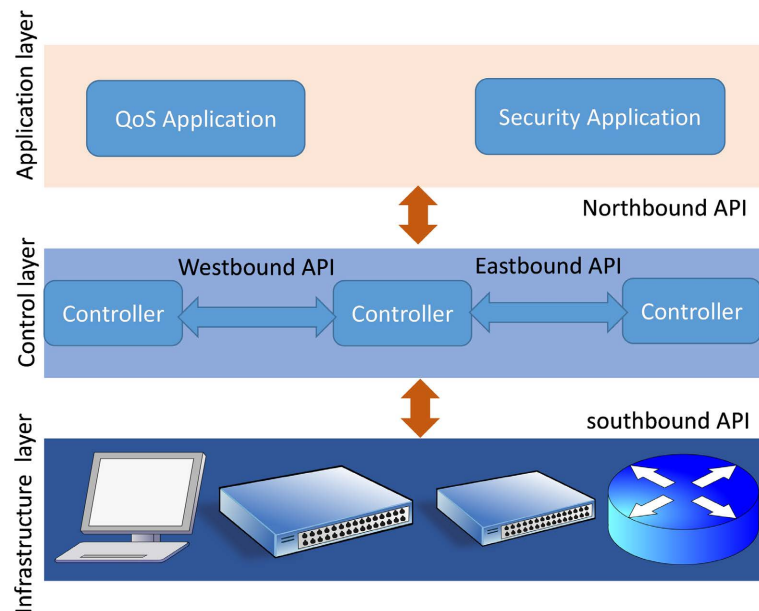 Application layer
QoS Application
Security Application
Northbound API
Control layer
Westbound API
Eastbound API
Controller
Controller
Controller
southbound API
Infrastructure layer